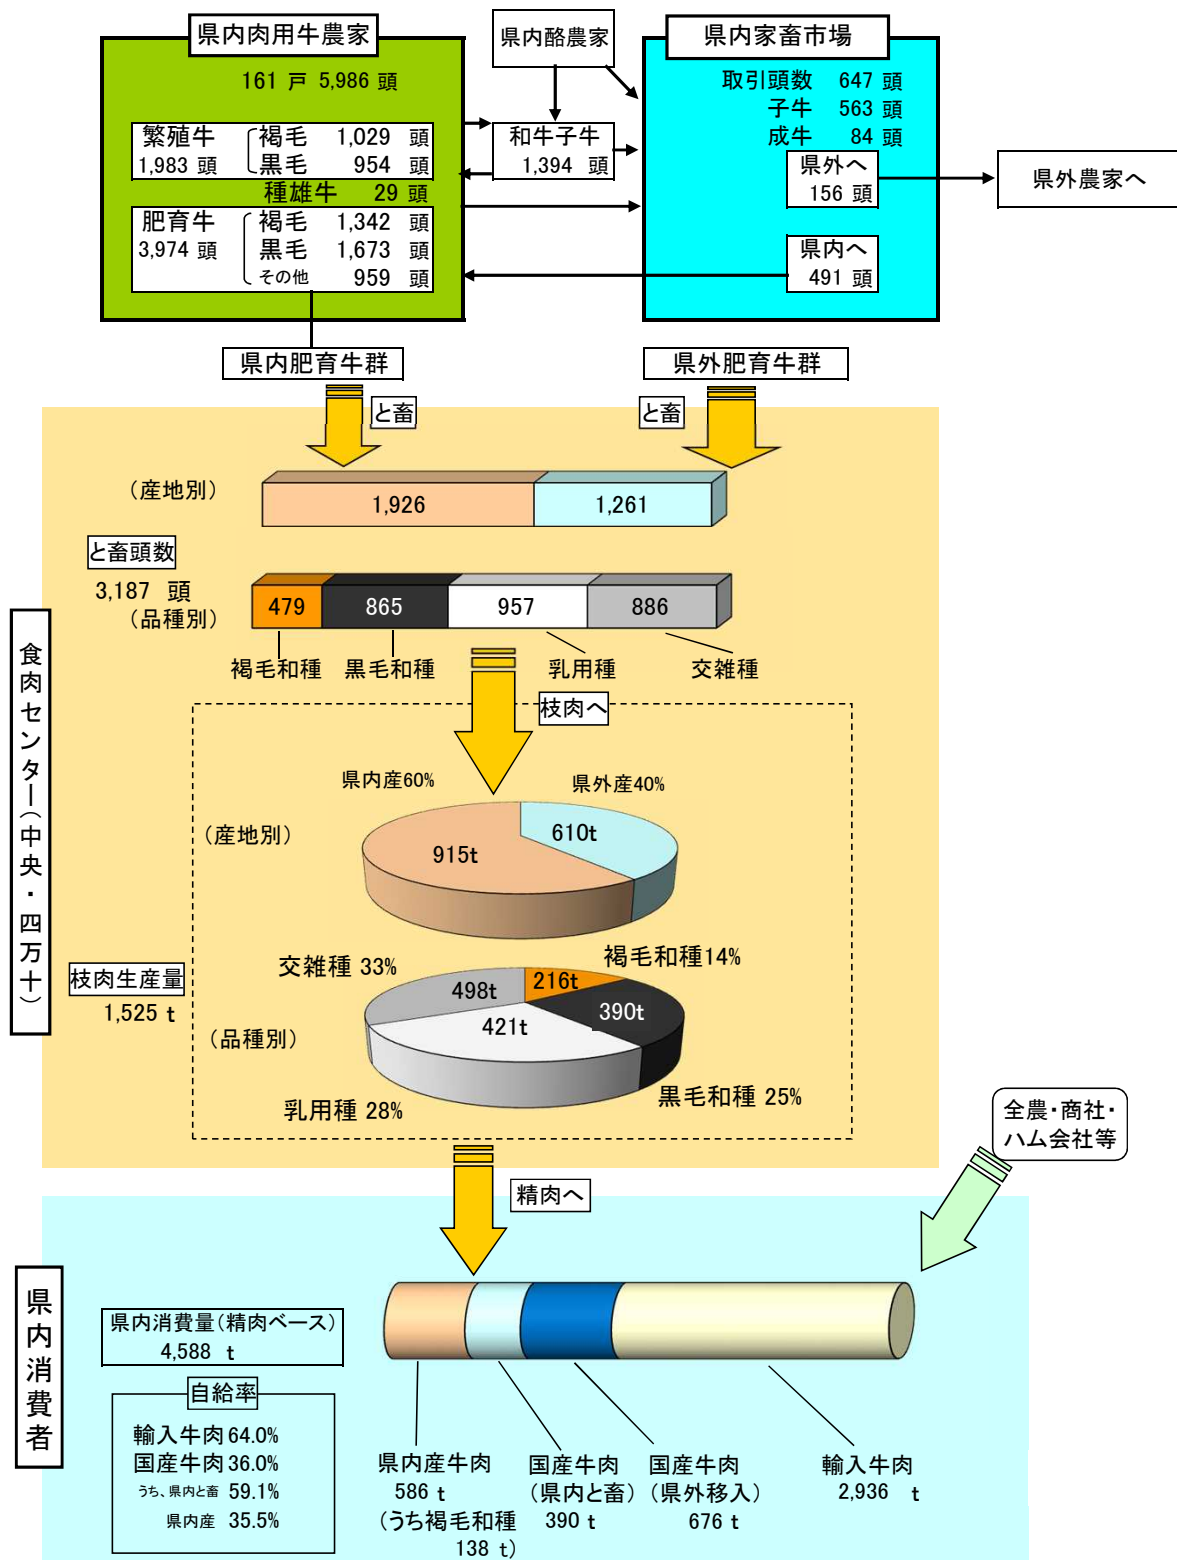 県内肉用牛農家
161 戸 5,986 頭
繁殖牛 褐毛 1,029 頭
1,983 頭 黒毛 954 頭
種雄牛 29 頭
肥育牛 褐毛 1,342 頭
3,974 頭 黒毛 1,673 頭
その他 959 頭
県内酪農家
和牛子牛
1,394 頭
県内家畜市場
取引頭数 647 頭
子牛 563 頭
成牛 84 頭
県外へ
156 頭
県内へ
491 頭
県外農家へ
県内肥育牛群
県外肥育牛群
と畜
と畜
食肉センター(中央・四万十)
(産地別)
1,926 1,261
と畜頭数
3,187 頭
(品種別)
479 865 957 886
褐毛和種 黒毛和種 乳用種 交雑種
枝肉へ
県内産60% 県外産40%
(産地別)
610t
915t
枝肉生産量
1,525 t
(品種別)
交雑種 33%
褐毛和種14%
498t 216t
421t 390t
乳用種 28%
黒毛和種 25%
精肉へ
全農・商社・
ハム会社等
県内消費者
県内消費量(精肉ベース)
4,588 t
自給率
輸入牛肉 64.0%
国産牛肉 36.0%
うち、県内と畜 59.1%
県内産 35.5%
県内産牛肉
586 t
(うち褐毛和種
138 t)
国産牛肉
(県内と畜)
390 t
国産牛肉
(県外移入)
676 t
輸入牛肉
2,936 t